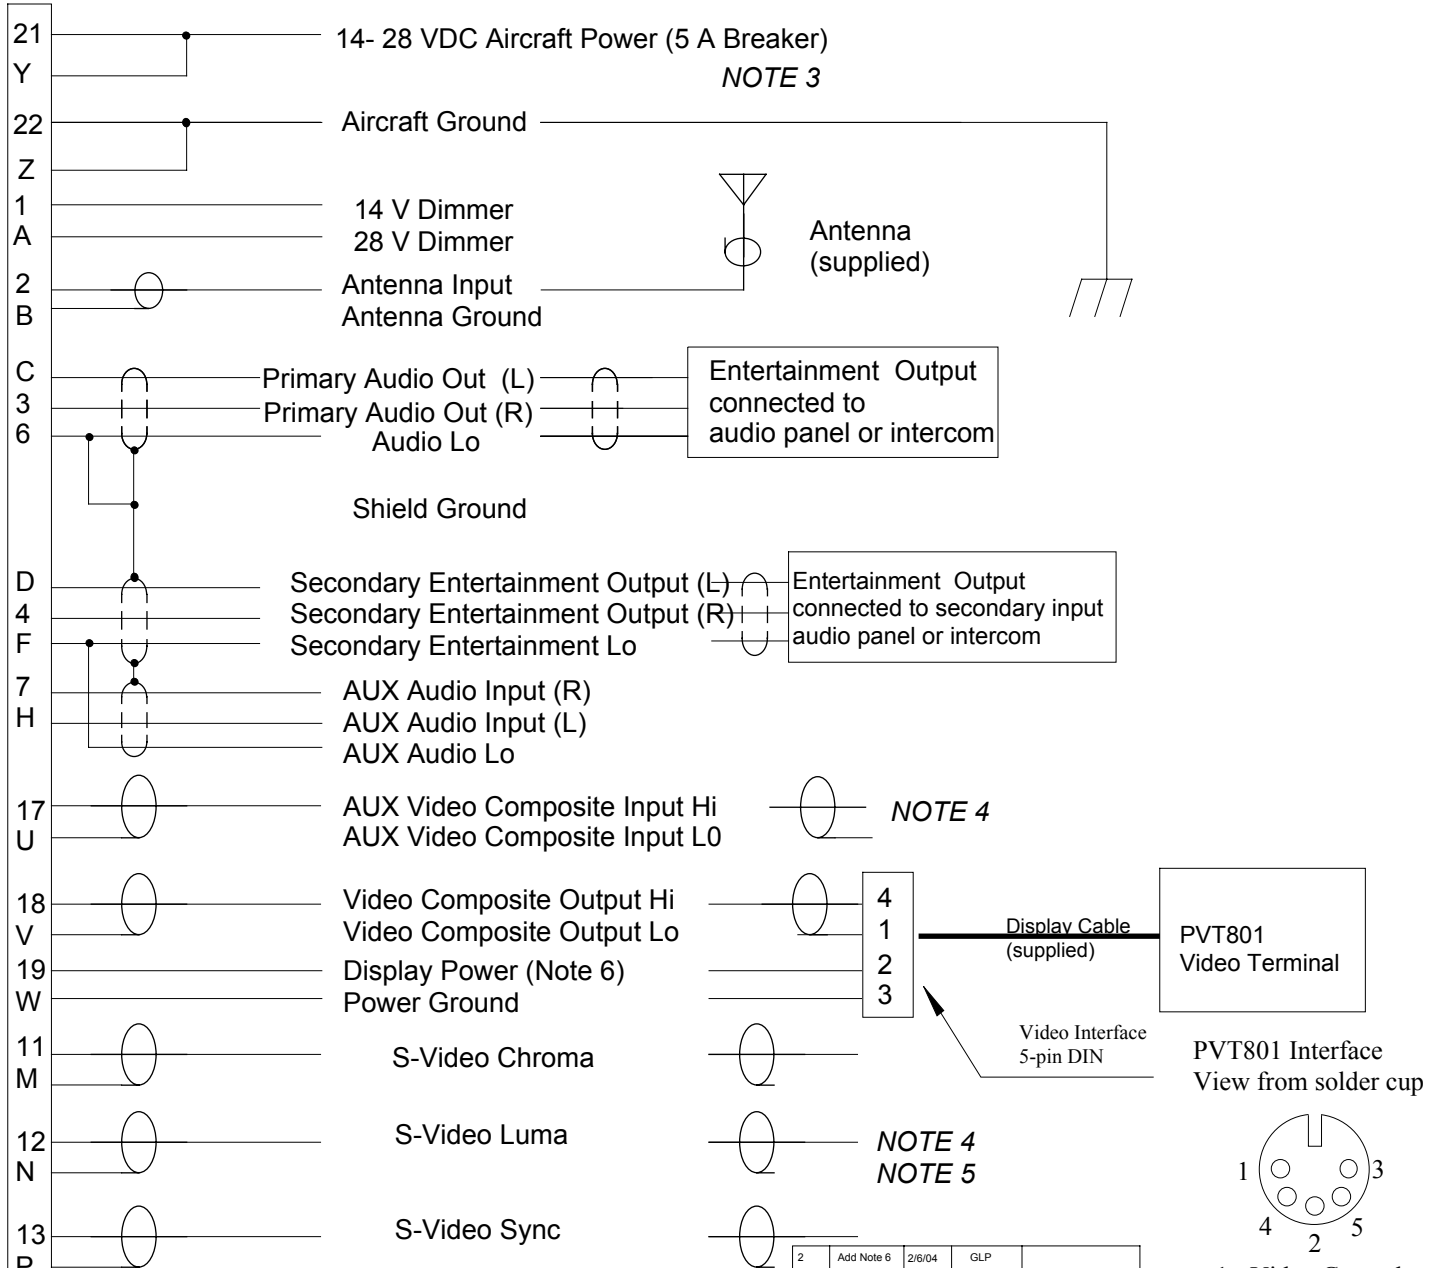 21 14- 28 VDC Aircraft Power (5 A Breaker)
Y NOTE 3
22 Aircraft Ground
Z
1 14 V Dimmer
A 28 V Dimmer
Antenna
(supplied)
2 Antenna Input
B Antenna Ground
C Primary Audio Out (L)
3 Primary Audio Out (R)
6 Audio Lo
Entertainment Output
connected to
audio panel or intercom
Shield Ground
D Secondary Entertainment Output (L)
4 Secondary Entertainment Output (R)
F Secondary Entertainment Lo
Entertainment Output
connected to secondary input
audio panel or intercom
7 AUX Audio Input (R)
H AUX Audio Input (L)
AUX Audio Lo
17 AUX Video Composite Input Hi NOTE 4
U AUX Video Composite Input L0
18 Video Composite Output Hi 4
V Video Composite Output Lo 1
19 Display Power (Note 6) 2
W Power Ground 3
Display Cable
(supplied)
PVT801
Video Terminal
Video Interface
5-pin DIN
PVT801 Interface
View from solder cup
11 S-Video Chroma
M
12 S-Video Luma NOTE 4
N NOTE 5
1 3
4 5
2
13 S-Video Sync
2 Add Note 6 2/6/04 GLP